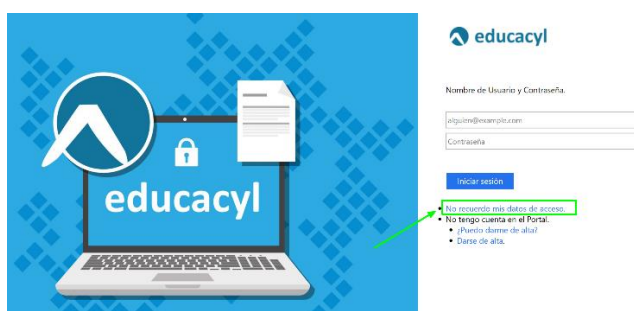 educacyl
educacyl
Nombre de Usuario y Contraseña.
alguien@example.com
Contraseña
Iniciar sesión
No recuerdo mis datos de acceso.
No tengo cuenta en el Portal.
¿Puedo darme de alta?
Darse de alta.